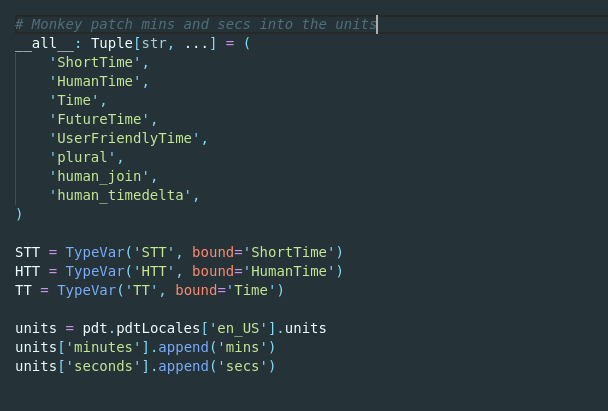 # Monkey patch mins and secs into the units
__all__: Tuple[str, ...] = (
    'ShortTime',
    'HumanTime',
    'Time',
    'FutureTime',
    'UserFriendlyTime',
    'plural',
    'human_join',
    'human_timedelta',
)
STT = TypeVar('STT', bound='ShortTime')
HTT = TypeVar('HTT', bound='HumanTime')
TT = TypeVar('TT', bound='Time')
units = pdt.pdtLocales['en_US'].units
units['minutes'].append('mins')
units['seconds'].append('secs')